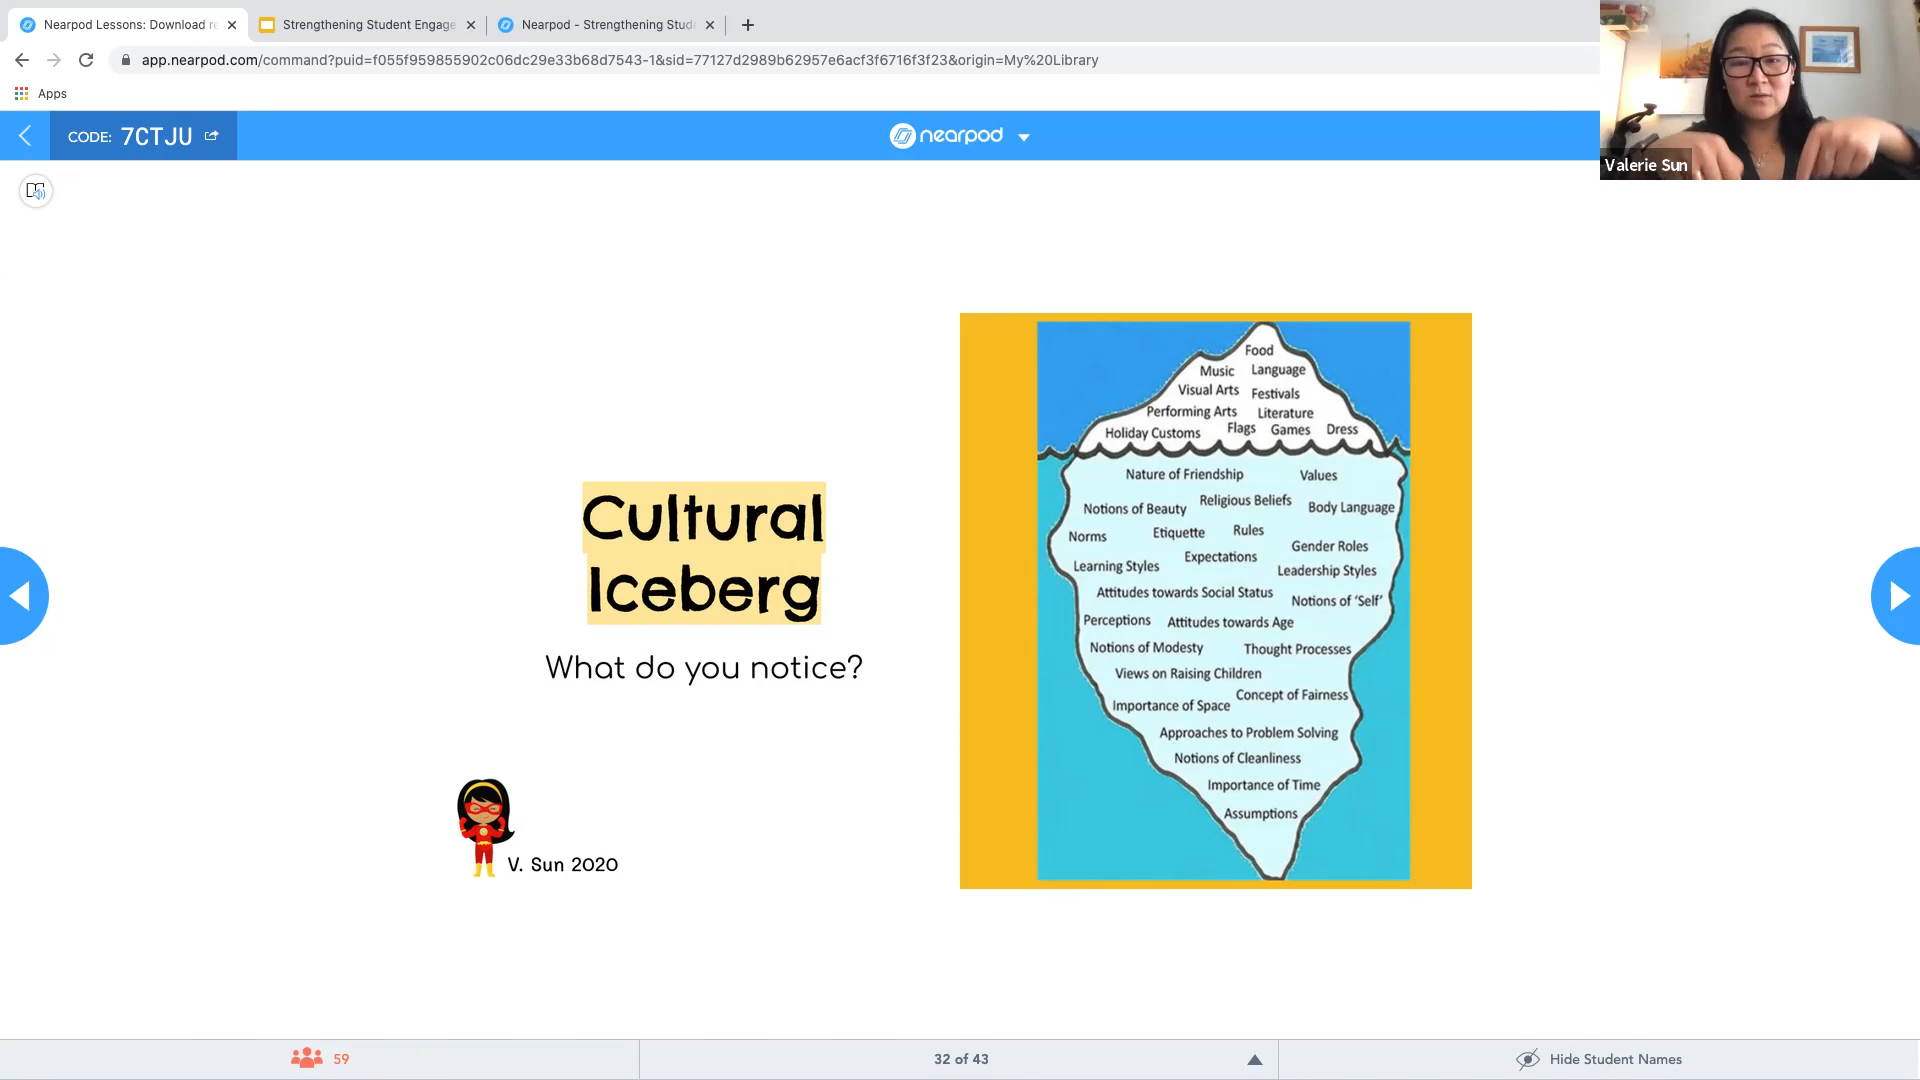 Nearpod Lessons: Download re
Strengthening Student Engage
Nearpod - Strengthening Stud
app.nearpod.com/command?puid=f055f959855902c06dc29e33b68d7543-1&sid=77127d2989b62957e6acf3f6716f3f23&origin=My%20Library
Apps
CODE: 7CTJU
nearpod
Valerie Sun
Cultural
Iceberg
What do you notice?
V. Sun 2020
Food
Music Language
Visual Arts Festivals
Performing Arts Literature
Holiday Customs Flags Games Dress
Nature of Friendship Values
Notions of Beauty Religious Beliefs Body Language
Norms Etiquette Rules
Gender Roles
Learning Styles Expectations
Leadership Styles
Attitudes towards Social Status Notions of ‘Self’
Perceptions Attitudes towards Age
Notions of Modesty Thought Processes
Views on Raising Children
Importance of Space Concept of Fairness
Approaches to Problem Solving
Notions of Cleanliness
Importance of Time
Assumptions
59
32 of 43
Hide Student Names